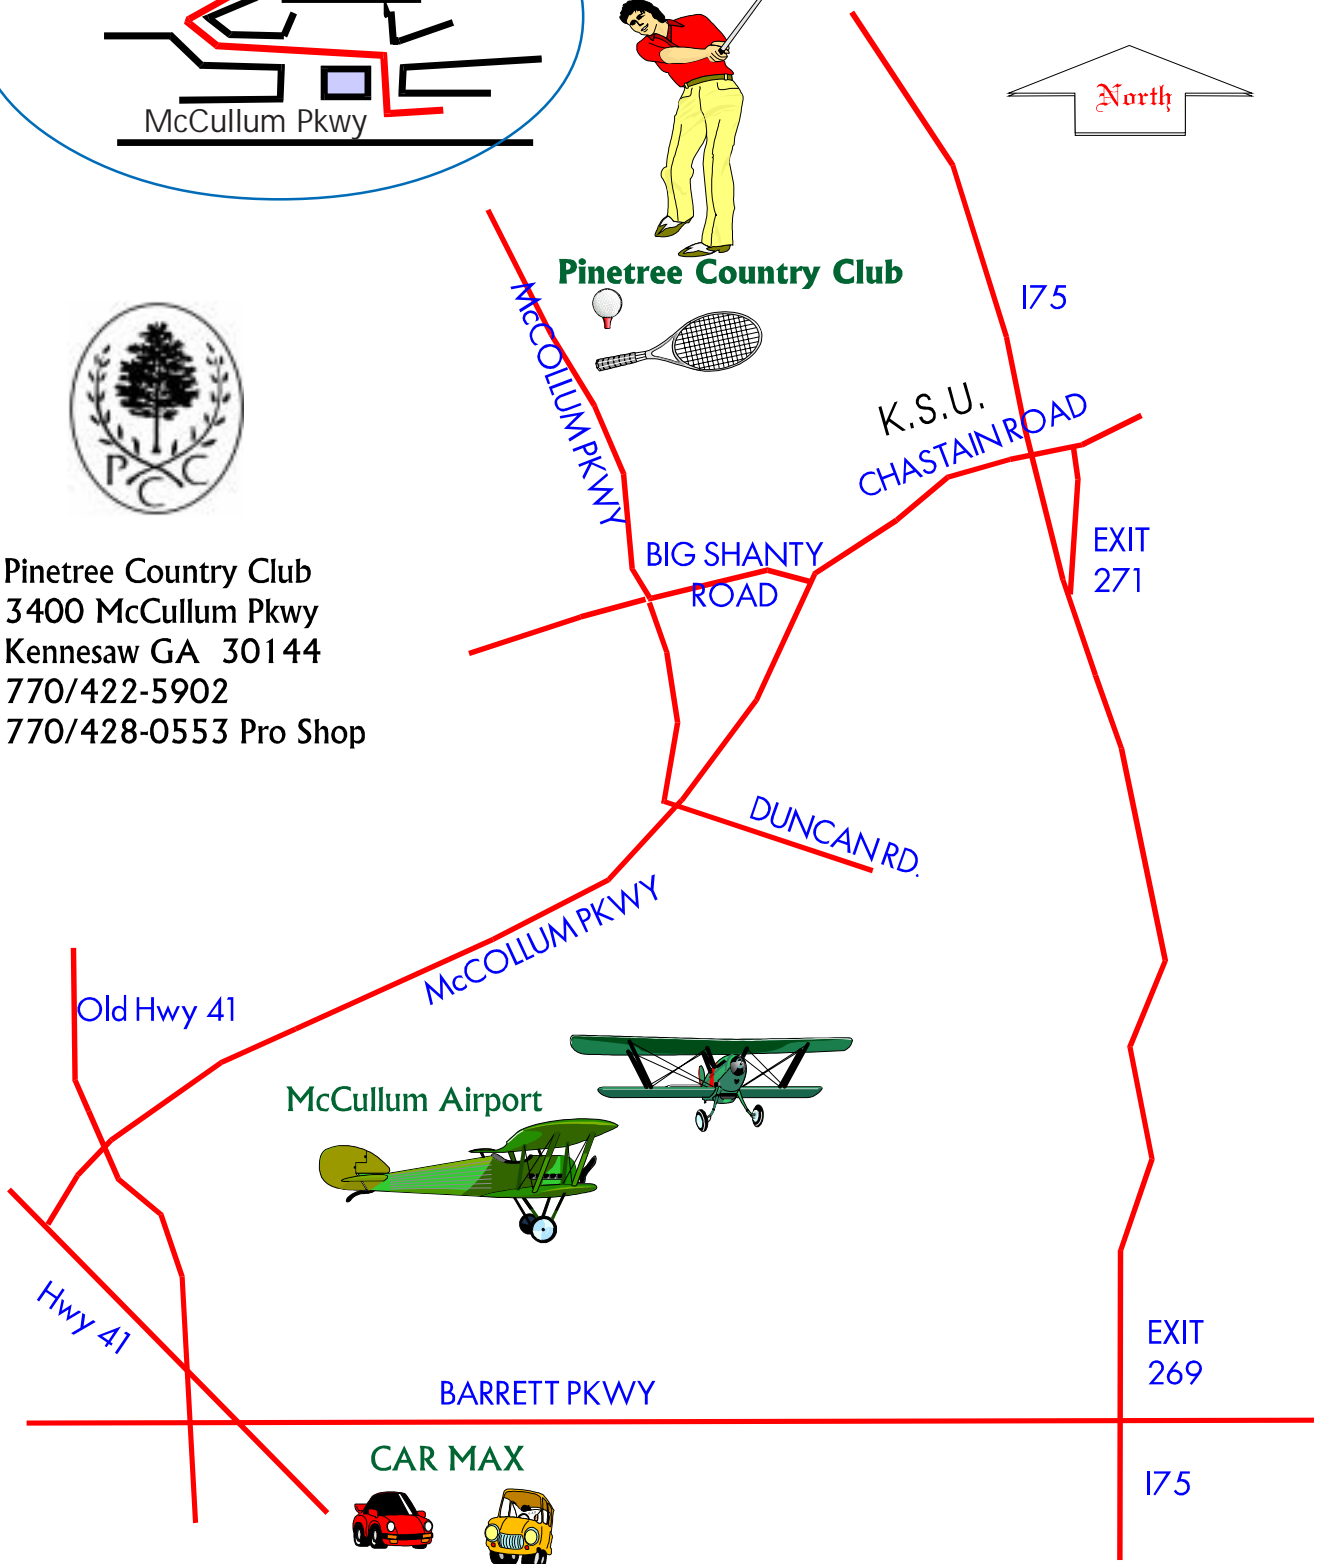 McCullum Pkwy
North
Pinetree Country Club
I75
McCOLLUM PKWY
K.S.U.
CHASTAIN ROAD
PCC
BIG SHANTY
ROAD
EXIT
271
Pinetree Country Club
3400 McCullum Pkwy
Kennesaw GA 30144
770/422-5902
770/428-0553 Pro Shop
DUNCAN RD.
McCOLLUM PKWY
Old Hwy 41
McCullum Airport
Hwy 41
EXIT
269
BARRETT PKWY
CAR MAX
I75